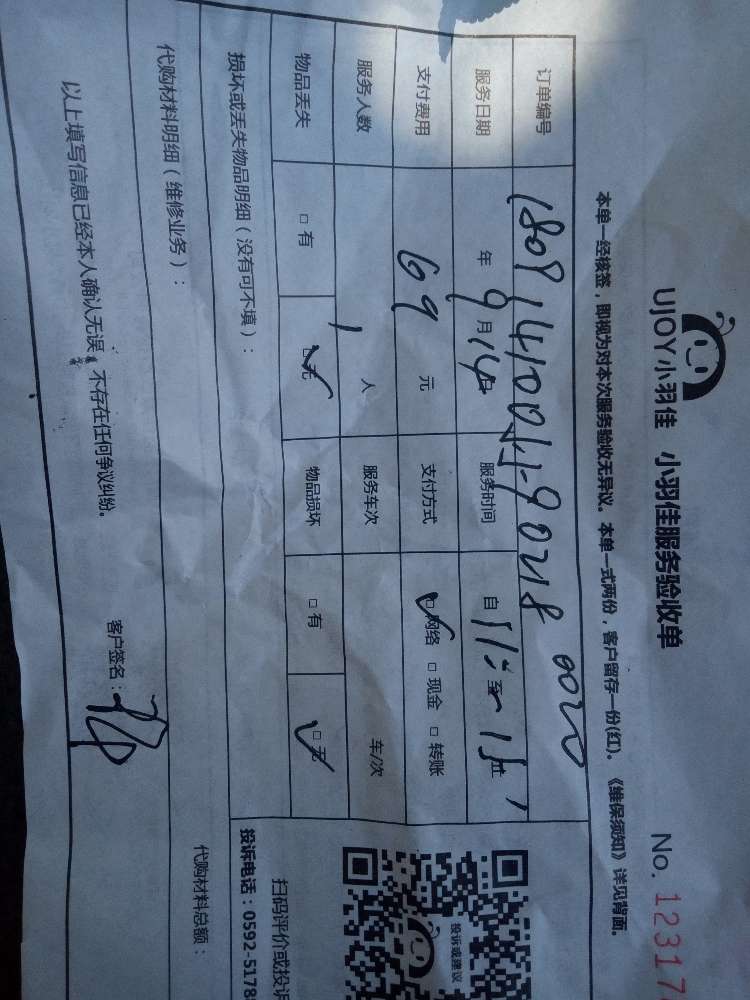 UJOY小羽佳 小羽佳服务验收单
No. 12317
本单一经核签，即视为对本次服务验收无异议。本单一式两份，客户留存一份(红)。《维保须知》详见背面。
订单编号
服务日期 年 9 月 14 日 服务时间 自 11: 至 15 止
支付费用 69 元 支付方式 ☑网络 □现金 □转账
服务人数 1 人 服务车次 车/次
物品丢失 □有 ☑无 物品损坏 □有 ☑无
损坏或丢失物品明细（没有可不填）：
代购材料明细（维修业务）： 代购材料总额：
以上填写信息已经本人确认无误，不存在任何争议纠纷。 客户签名：
投诉或建议
扫码评价或投诉
投诉电话：0592-5178